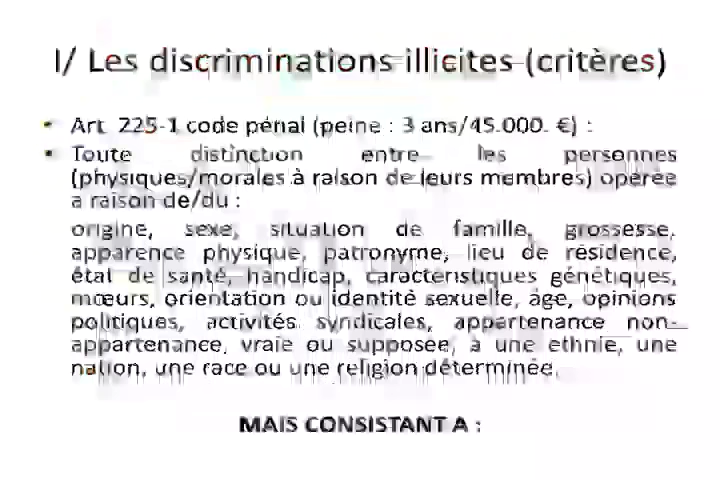 I/ Les discriminations illicites (critères)
• Art. 225-1 code pénal (peine : 3 ans/45.000. €) :
• Toute distinction entre les personnes
(physiques/morales à raison de leurs membres) opérée
à raison de/du :
origine, sexe, situation de famille, grossesse,
apparence physique, patronyme, lieu de résidence,
état de santé, handicap, caractéristiques génétiques,
mœurs, orientation ou identité sexuelle, âge, opinions
politiques, activités syndicales, appartenance non-
appartenance, vraie ou supposée, à une ethnie, une
nation, une race ou une religion déterminée.
MAIS CONSISTANT A :